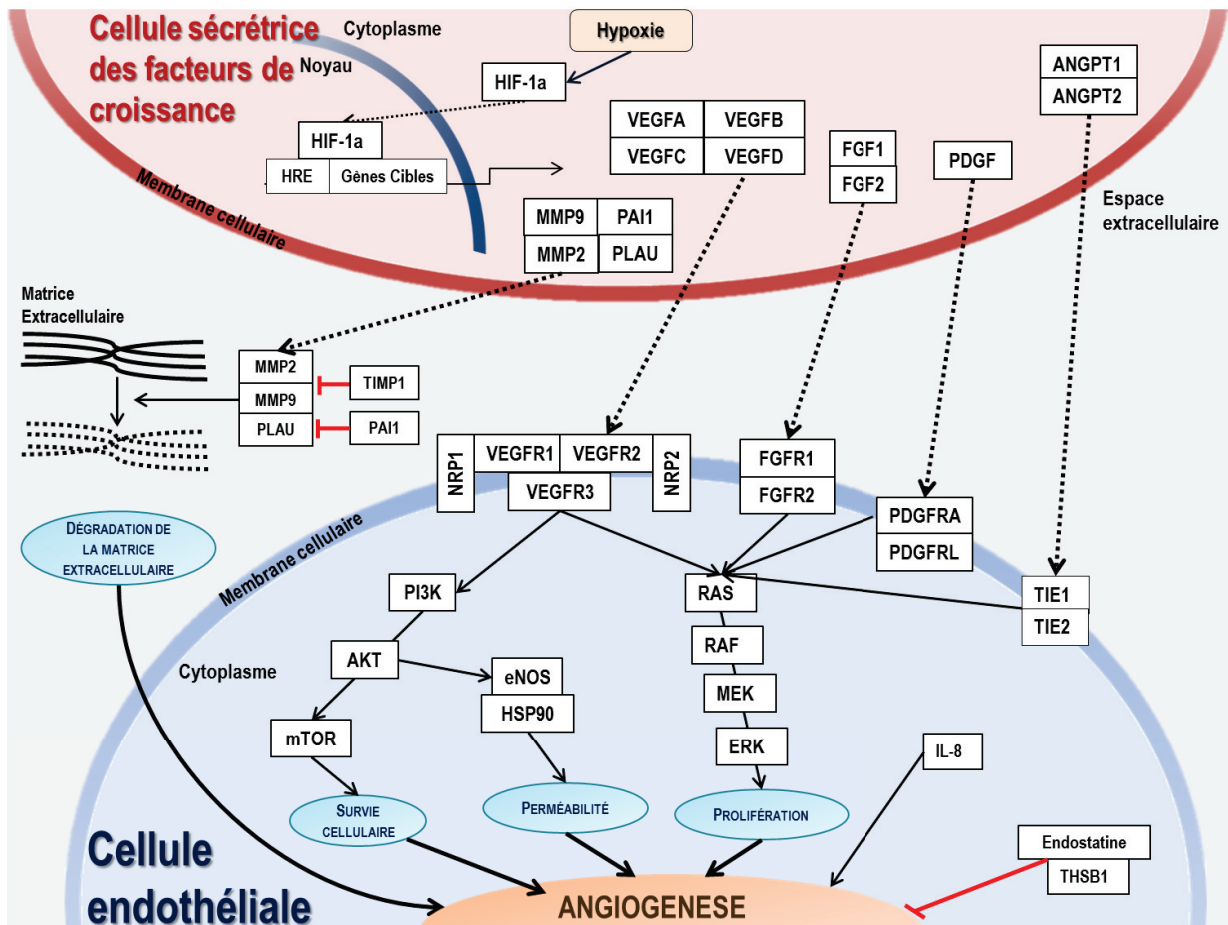 Cellule sécrétrice
des facteurs de
croissance
Cytoplasme
Noyau
Hypoxie
HIF-1a
HIF-1a
HRE
Gênes Cibles
Membrane cellulaire
VEGFA
VEGFB
VEGFC
VEGFD
FGF1
FGF2
PDGF
ANGPT1
ANGPT2
Espace
extracellulaire
MMP9
PAI1
MMP2
PLAU
Matrice
Extracellulaire
MMP2
MMP9
PLAU
TIMP1
PAI1
NRP1
VEGFR1
VEGFR2
NRP2
VEGFR3
FGFR1
FGFR2
PDGFRA
PDGFRL
TIE1
TIE2
DÉGRADATION DE
LA MATRICE
EXTRACELLULAIRE
Membrane cellulaire
Cytoplasme
PI3K
AKT
mTOR
eNOS
HSP90
RAS
RAF
MEK
ERK
IL-8
SURVIE
CELLULAIRE
PERMÉABILITÉ
PROLIFÉRATION
Endostatine
THSB1
Cellule
endothéliale
ANGIOGENESE